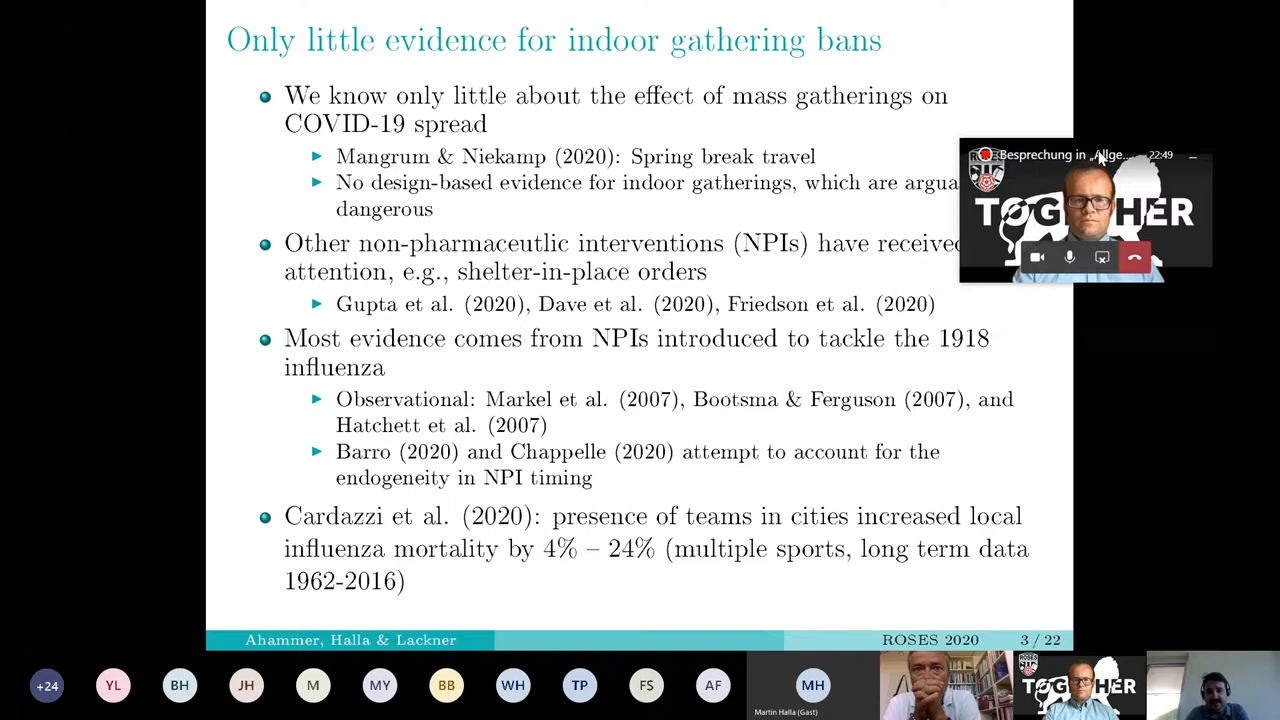 Only little evidence for indoor gathering bans
We know only little about the effect of mass gatherings on
COVID-19 spread
Mangrum & Niekamp (2020): Spring break travel
No design-based evidence for indoor gatherings, which are argua
dangerous
Other non-pharmaceutlic interventions (NPIs) have received
attention, e.g., shelter-in-place orders
Gupta et al. (2020), Dave et al. (2020), Friedson et al. (2020)
Most evidence comes from NPIs introduced to tackle the 1918
influenza
Observational: Markel et al. (2007), Bootsma & Ferguson (2007), and
Hatchett et al. (2007)
Barro (2020) and Chappelle (2020) attempt to account for the
endogeneity in NPI timing
Cardazzi et al. (2020): presence of teams in cities increased local
influenza mortality by 4% – 24% (multiple sports, long term data
1962-2016)
Ahammer, Halla & Lackner
ROSES 2020
3 / 22
Besprechung in „Allge...
22:49
TOGETHER
+24
YL
BH
JH
M
MY
BB
WH
TP
FS
AF
MH
Martin Halla (Gast)
TOGETHER